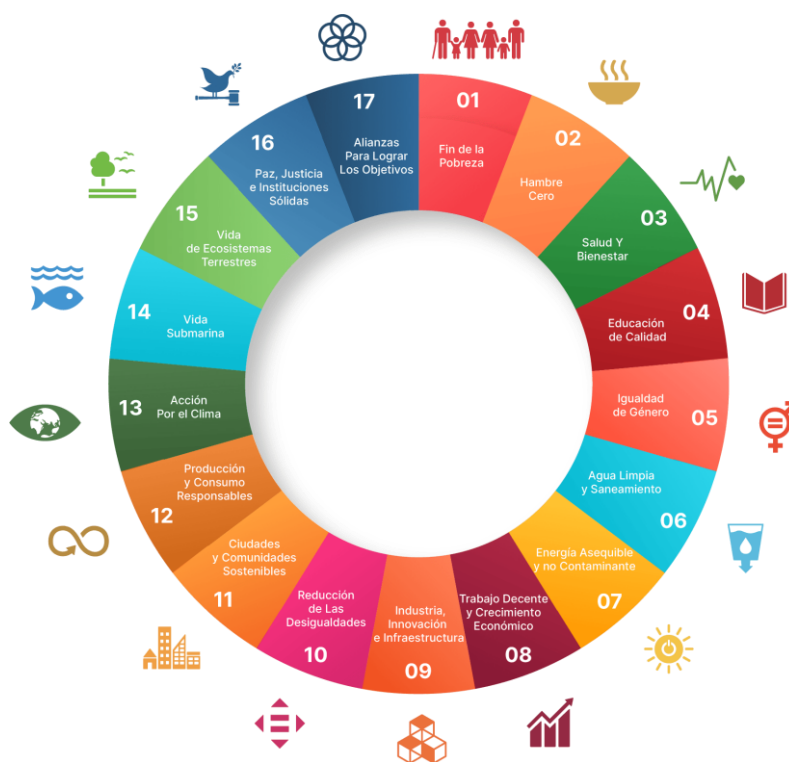 01
Fin de la
Pobreza
02
Hambre
Cero
03
Salud Y
Bienestar
04
Educación
de Calidad
05
Igualdad
de Género
06
Agua Limpia
y Saneamiento
07
Energía Asequible
y no Contaminante
08
Trabajo Decente
y Crecimiento
Económico
09
Industria,
Innovación
e Infraestructura
10
Reducción
de Las
Desigualdades
11
Ciudades
y Comunidades
Sostenibles
12
Producción
y Consumo
Responsables
13
Acción
Por el Clima
14
Vida
Submarina
15
Vida
de Ecosistemas
Terrestres
16
Paz, Justicia
e Instituciones
Sólidas
17
Alianzas
Para Lograr
Los Objetivos